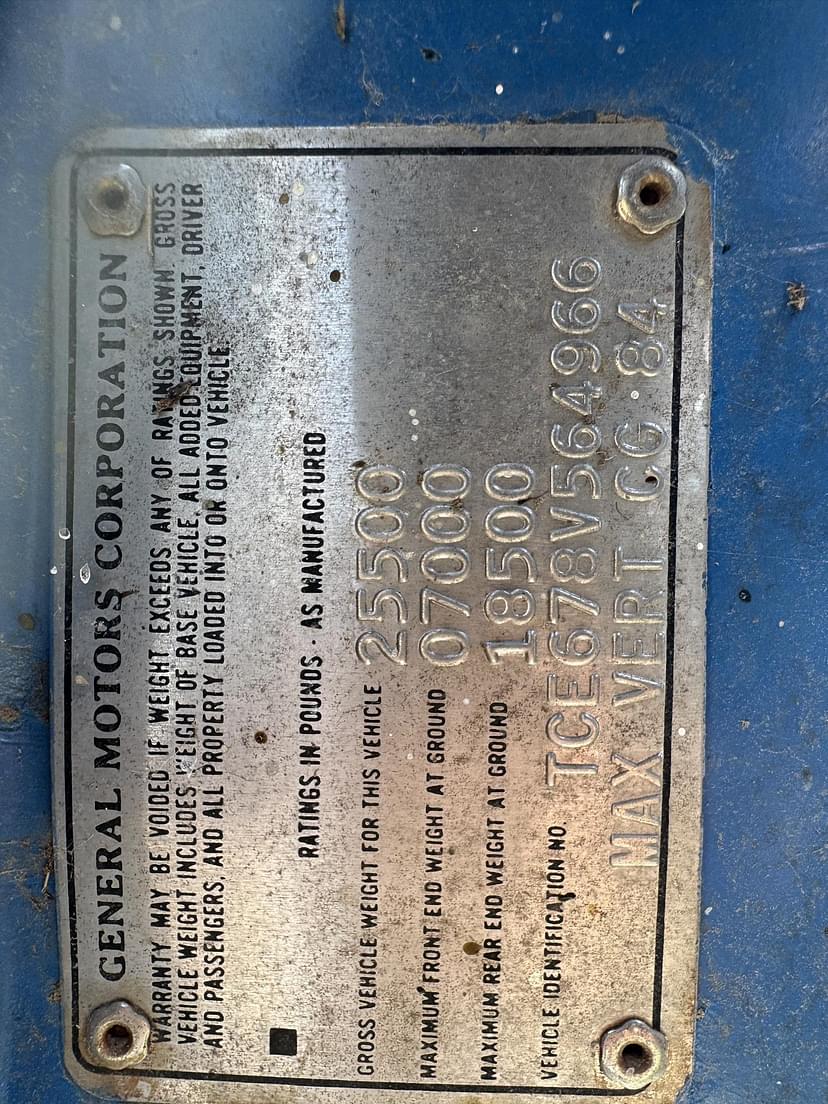 GENERAL MOTORS CORPORATION
WARRANTY MAY BE VOIDED IF WEIGHT EXCEEDS ANY OF RATINGS SHOWN. GROSS
VEHICLE WEIGHT INCLUDES WEIGHT OF BASE VEHICLE, ALL ADDED EQUIPMENT, DRIVER
AND PASSENGERS, AND ALL PROPERTY LOADED INTO OR ONTO VEHICLE.
RATINGS IN POUNDS - AS MANUFACTURED
GROSS VEHICLE WEIGHT FOR THIS VEHICLE 25500
MAXIMUM FRONT END WEIGHT AT GROUND 07000
MAXIMUM REAR END WEIGHT AT GROUND 18500
VEHICLE IDENTIFICATION NO. TCE678V564966
MAX VERT CG 84